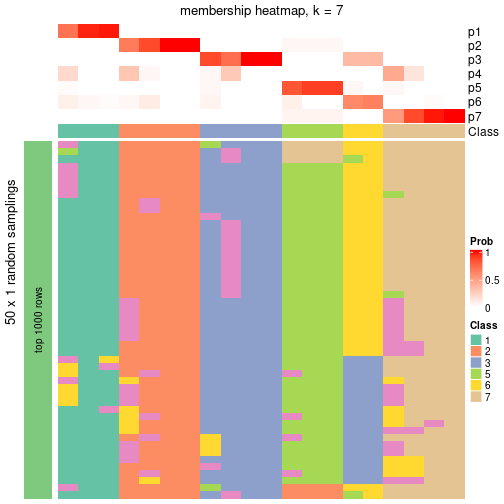 membership heatmap, k = 7
p1
p2
p3
p4
p5
p6
p7
Class
50 x 1 random samplings
top 1000 rows
Prob
1
0.5
0
Class
1
2
3
4
5
6
7